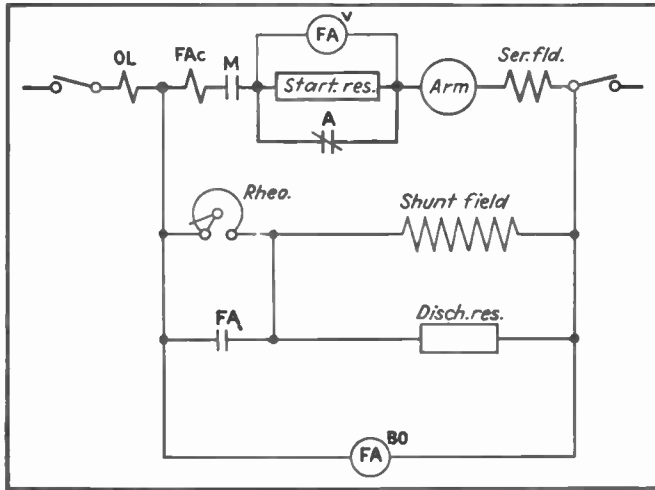 FA V
OL
FAc
M
Start. res.
Arm
Ser. fld.
A
Rheo.
Shunt field
FA
Disch. res.
FA BO